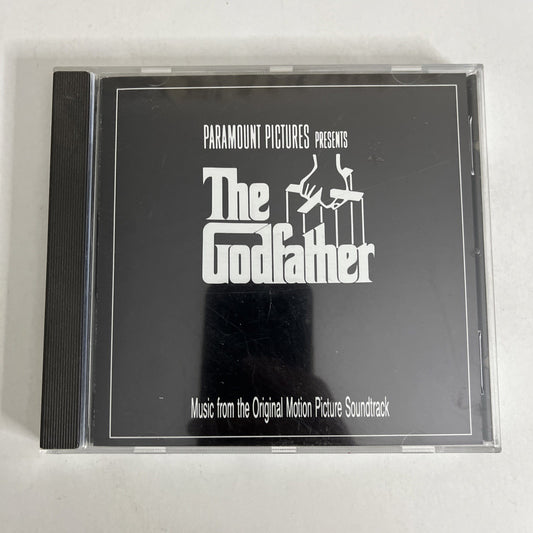 PARAMOUNT PICTURES PRESENTS
The
Godfather
Music from the Original Motion Picture Soundtrack